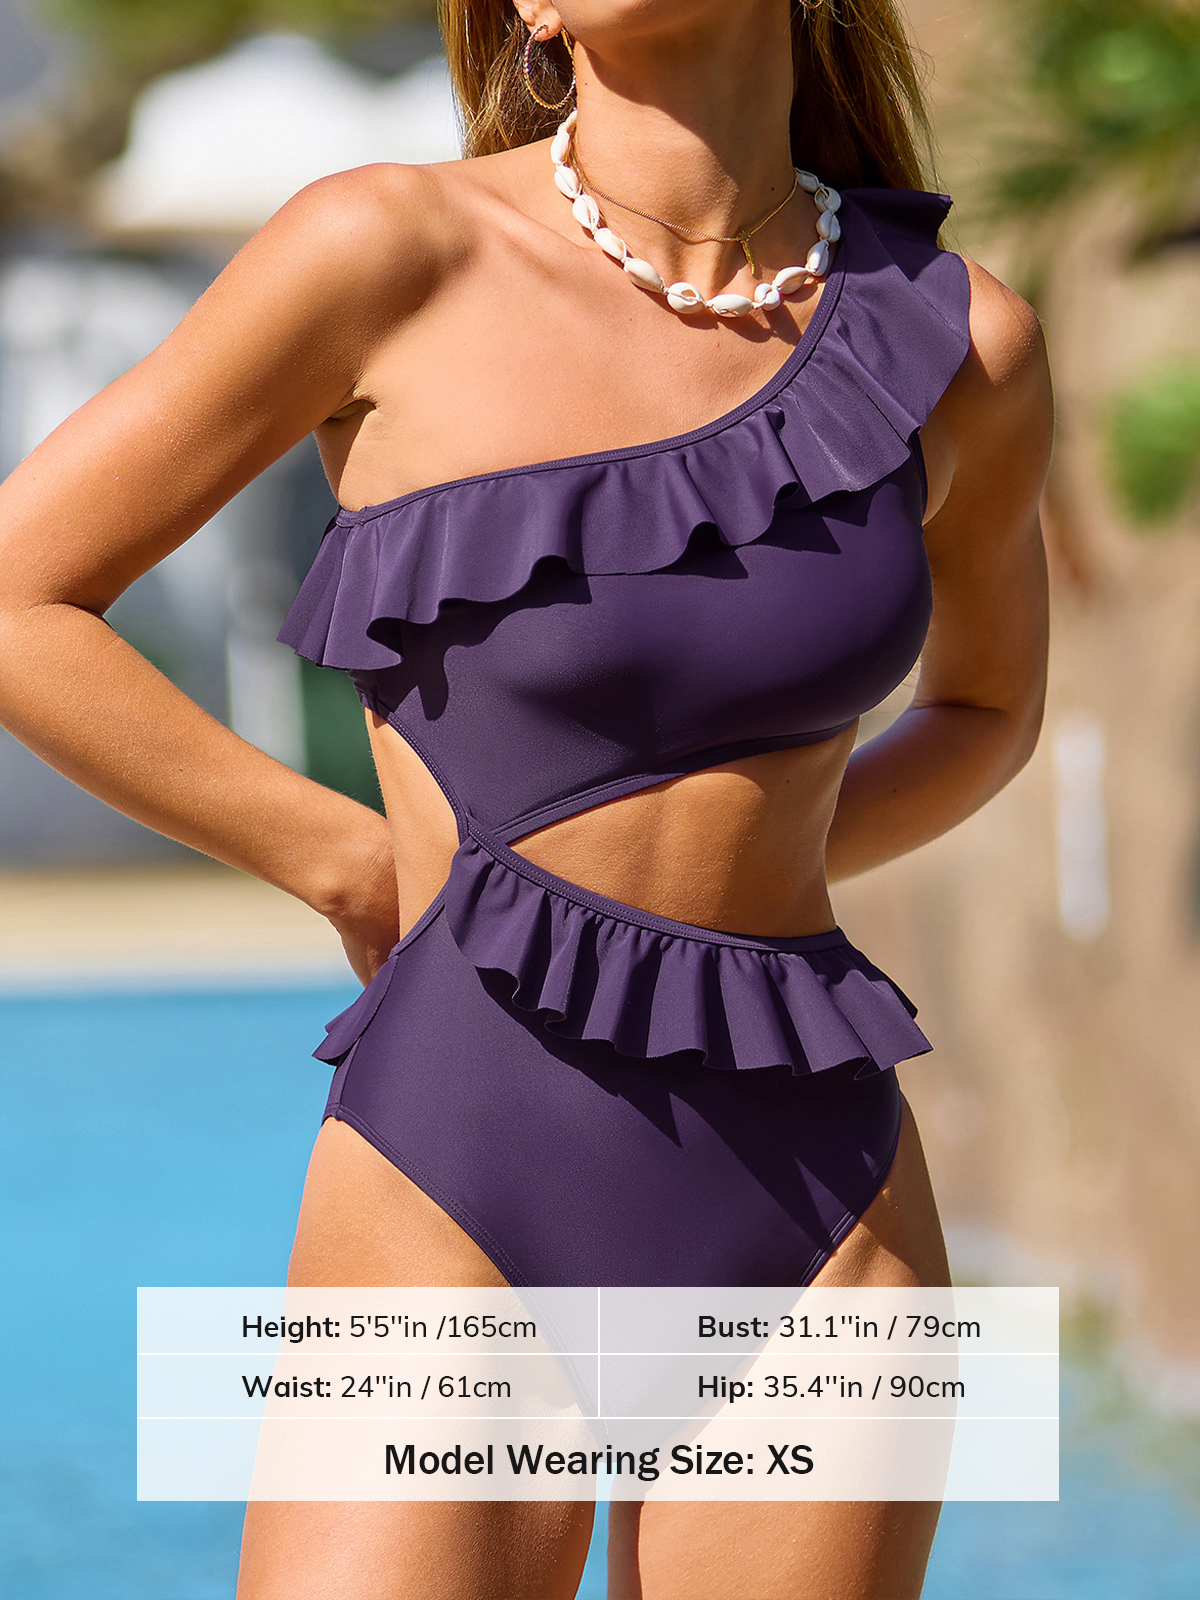 Height: 5'5''in /165cm
Bust: 31.1''in / 79cm
Waist: 24''in / 61cm
Hip: 35.4''in / 90cm
Model Wearing Size: XS